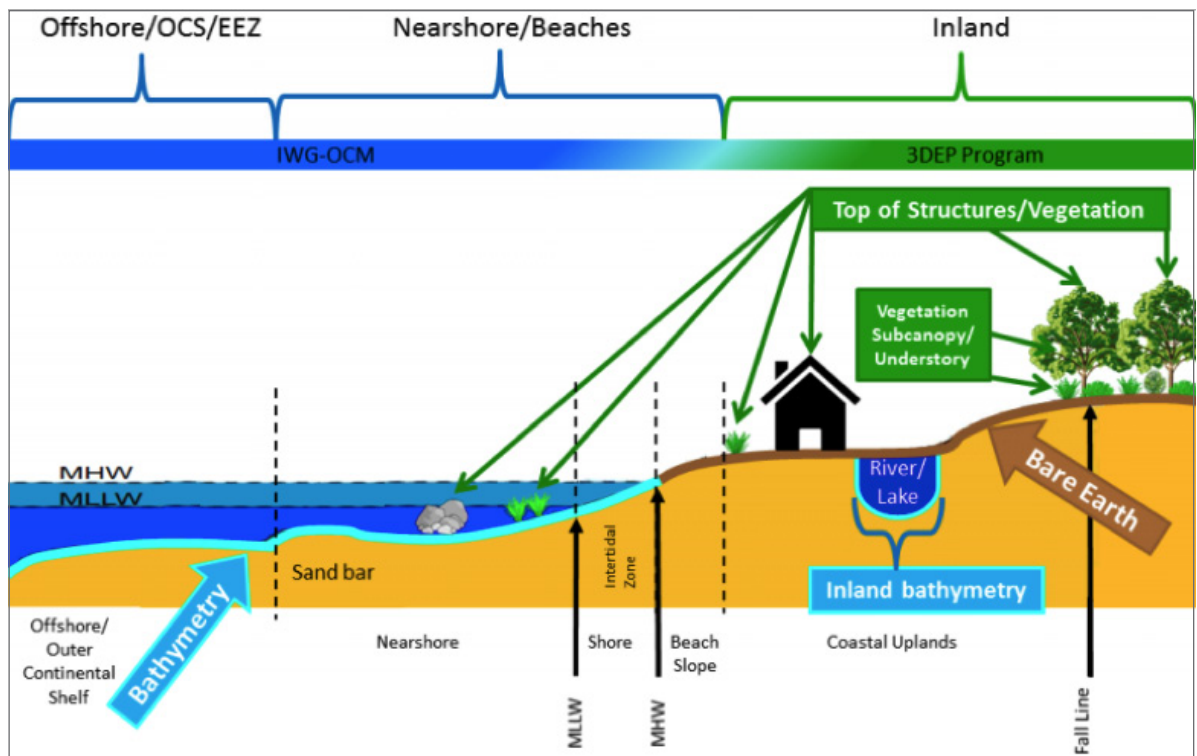 Offshore/OCS/EEZ
Nearshore/Beaches
Inland
IWG-OCM
3DEP Program
Top of Structures/Vegetation
Vegetation
Subcanopy/
Understory
MHW
MLLW
River/
Lake
Bare Earth
Sand bar
Intertidal
Zone
Inland bathymetry
Bathymetry
Offshore/
Outer
Continental
Shelf
Nearshore
Shore
Beach
Slope
Coastal Uplands
MLLW
MHW
Fall Line